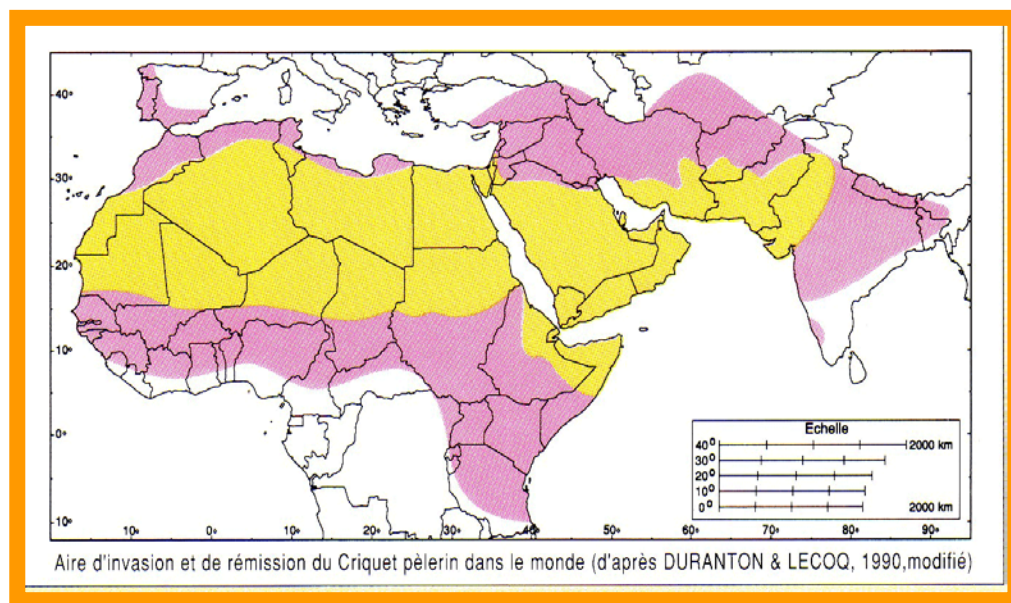 40°
30°
20°
10°
0°
10°
10° 0° 10° 20° 30° 40° 50° 60° 70° 80° 90°
Echelle
40° 2000 km
30°
20°
10°
0° 2000 km
Aire d'invasion et de rémission du Criquet pèlerin dans le monde (d'après DURANTON & LECOQ, 1990,modifié)